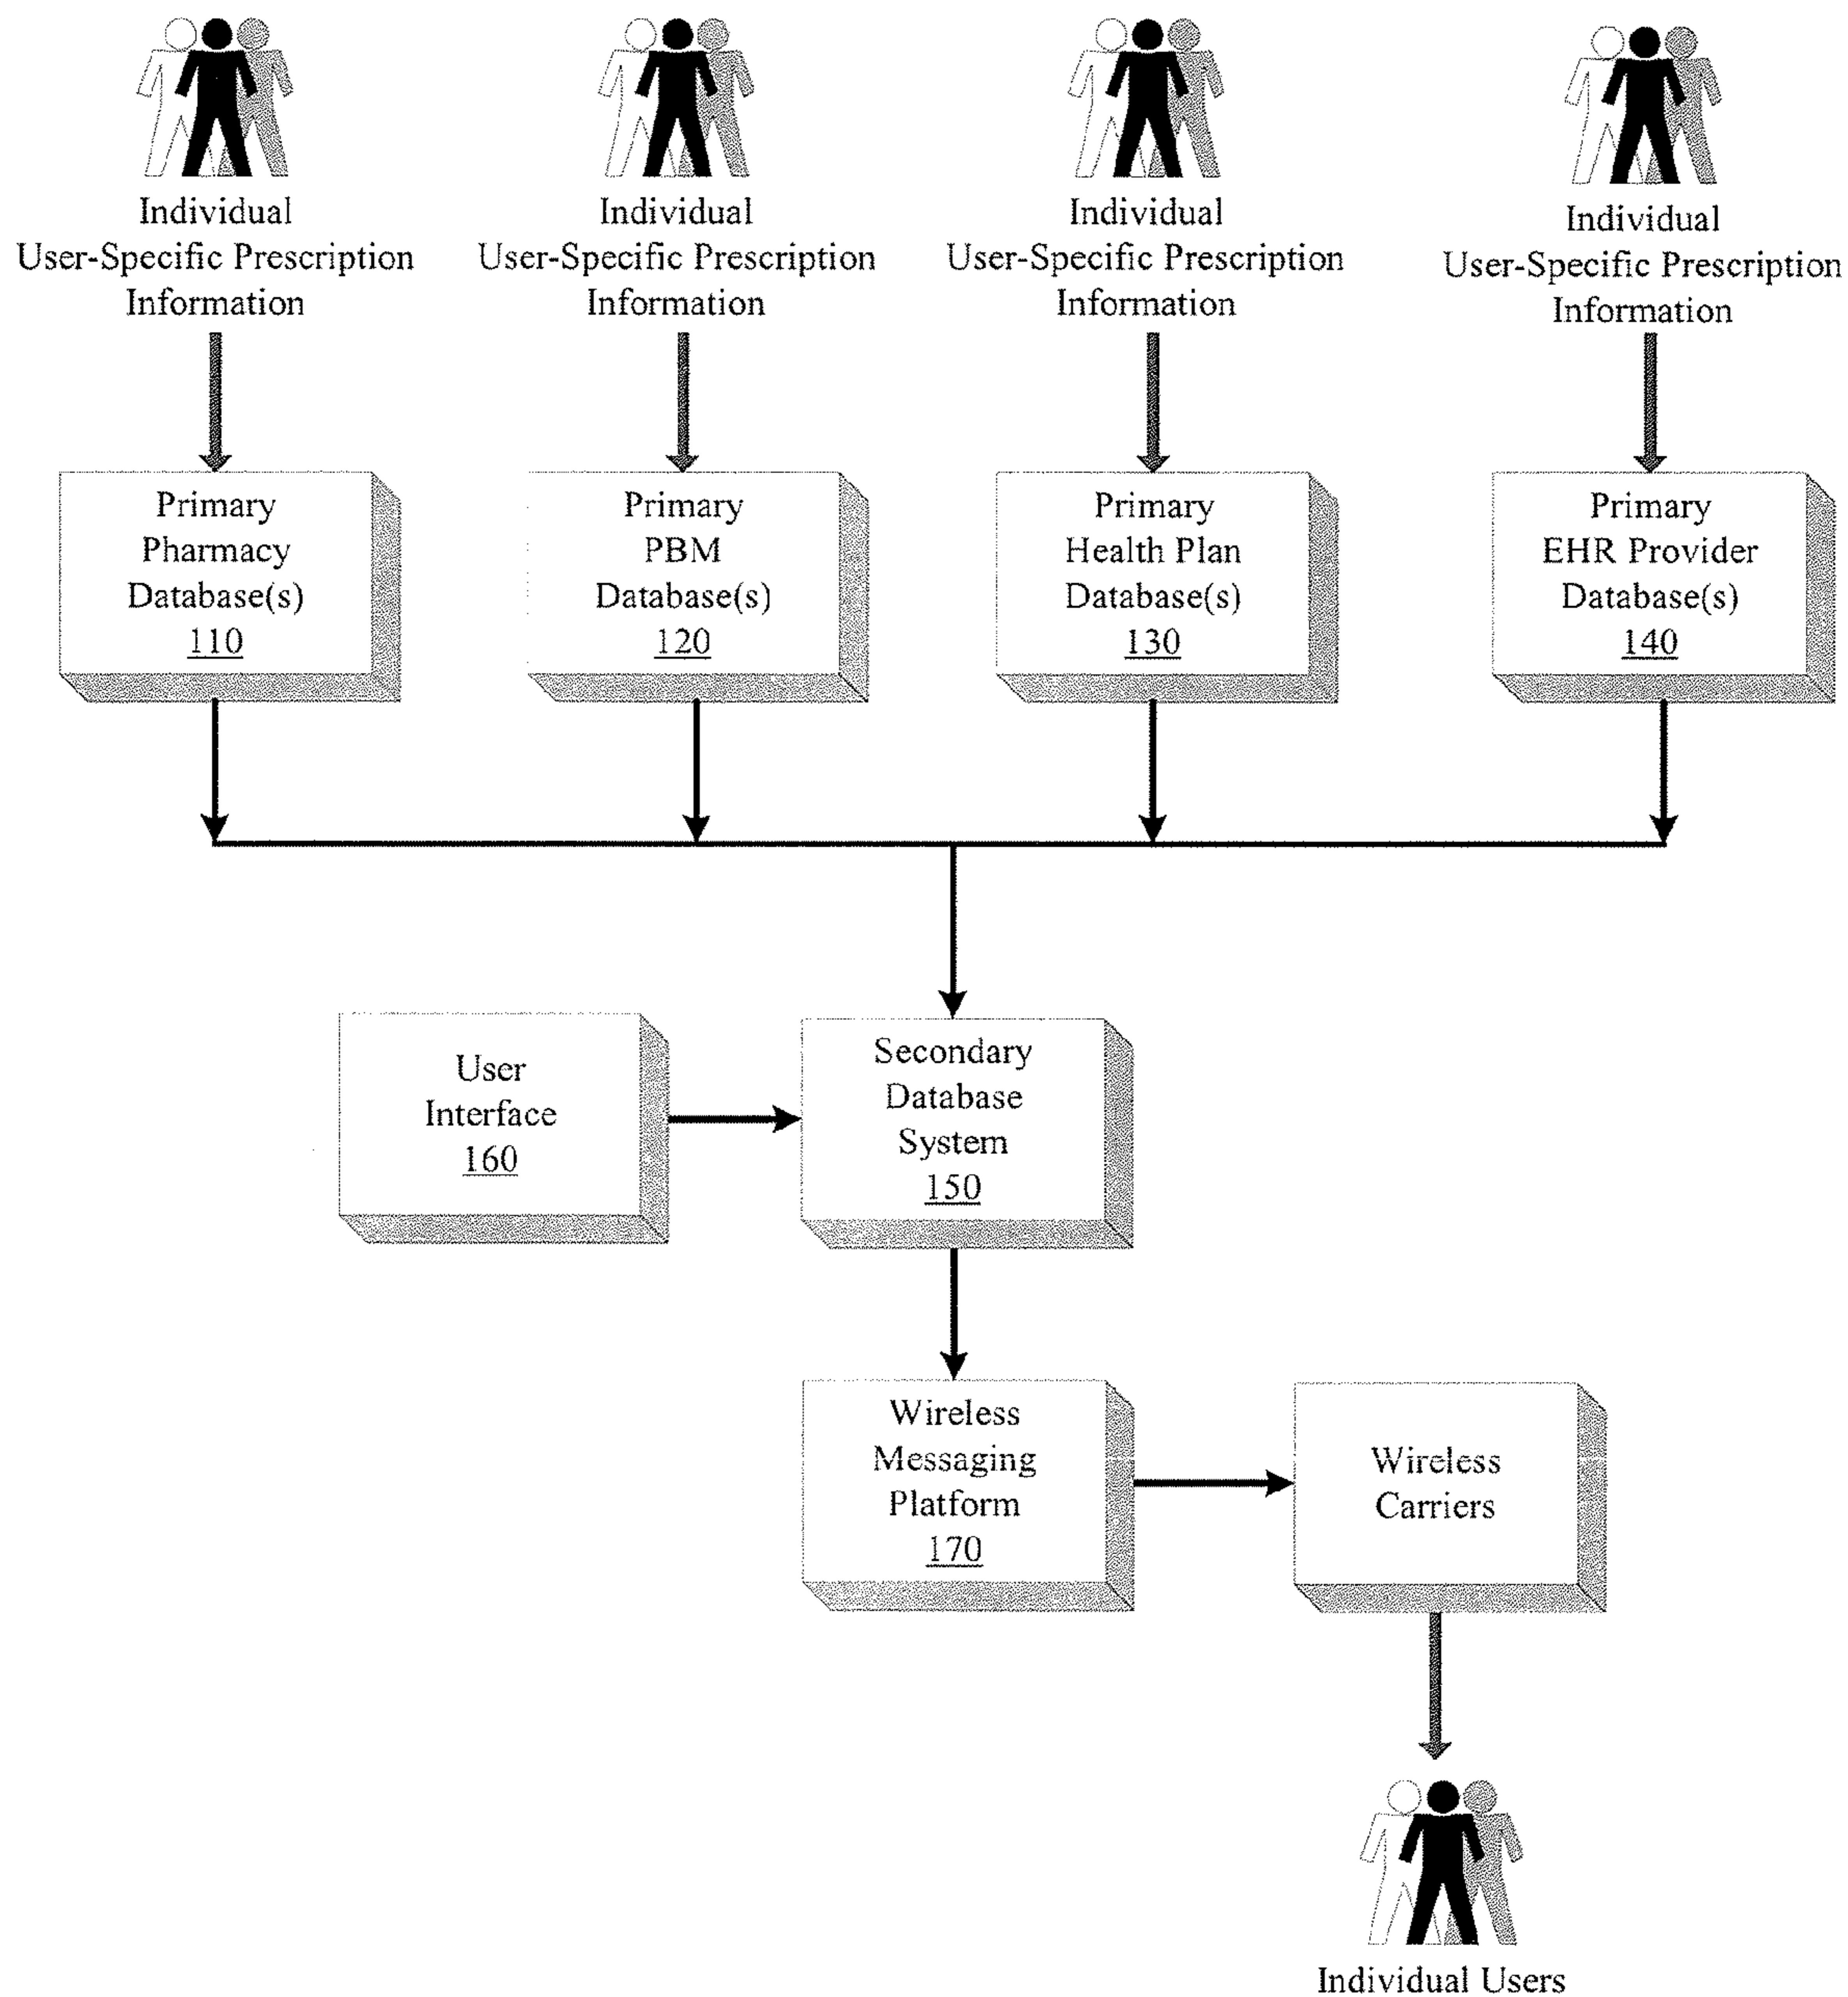 Individual
User-Specific Prescription
Information
Individual
User-Specific Prescription
Information
Individual
User-Specific Prescription
Information
Individual
User-Specific Prescription
Information
Primary
Pharmacy
Database(s)
110
Primary
PBM
Database(s)
120
Primary
Health Plan
Database(s)
130
Primary
EHR Provider
Database(s)
140
User
Interface
160
Secondary
Database
System
150
Wireless
Messaging
Platform
170
Wireless
Carriers
Individual Users